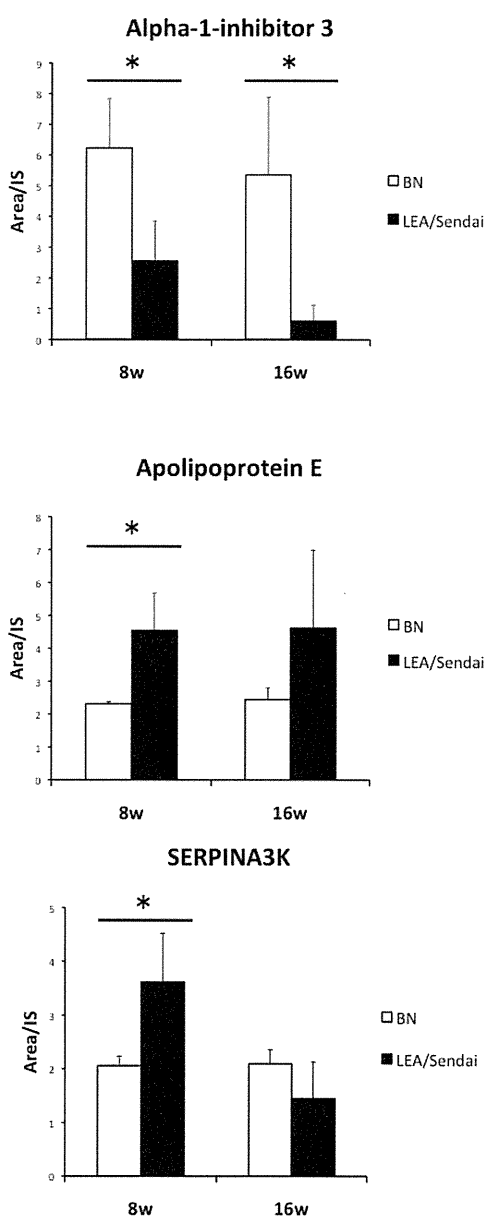 Alpha-1-inhibitor 3
*
*
9
8
7
6
5
4
3
2
1
0
Area/IS
BN
LEA/Sendai
8w
16w
Apolipoprotein E
*
8
7
6
5
4
3
2
1
0
Area/IS
BN
LEA/Sendai
8w
16w
SERPINA3K
*
5
4
3
2
1
0
Area/IS
BN
LEA/Sendai
8w
16w